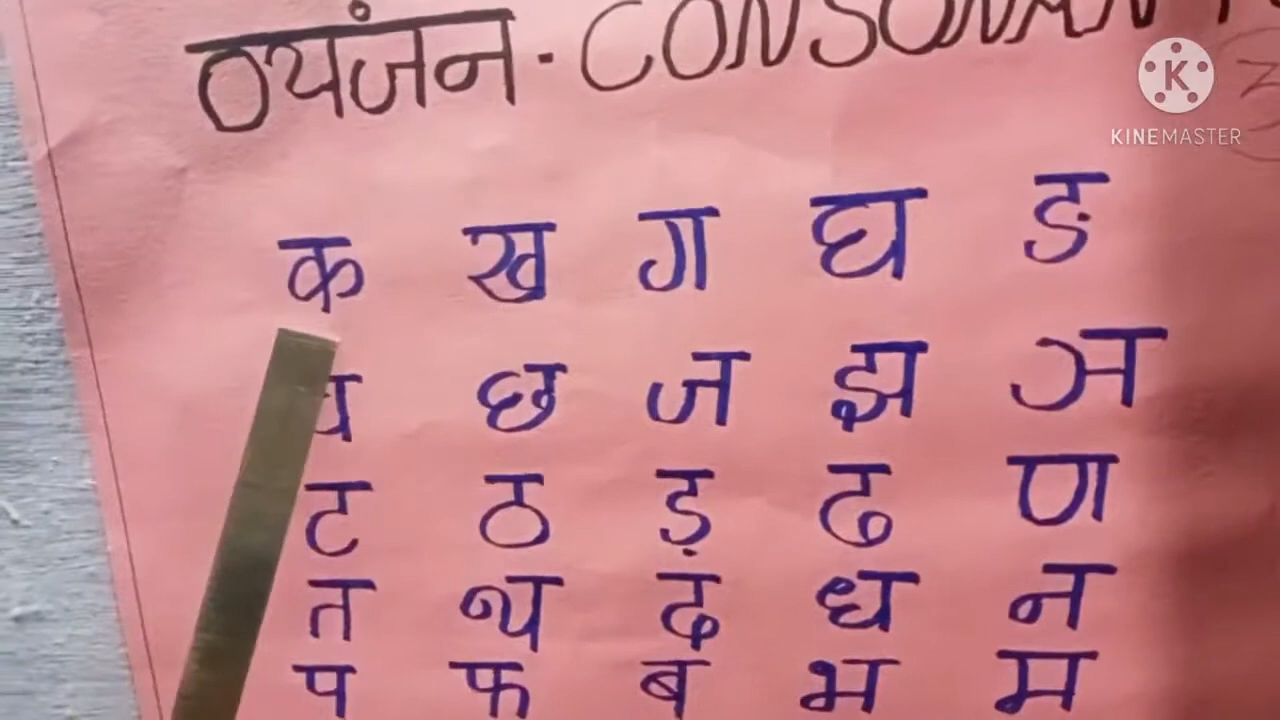 व्यंजन - CONSONAN
KINEMASTER
क ख ग घ ङ
च छ ज झ ञ
ट ठ ड़ ढ ण
त थ द ध न
प फ ब भ म